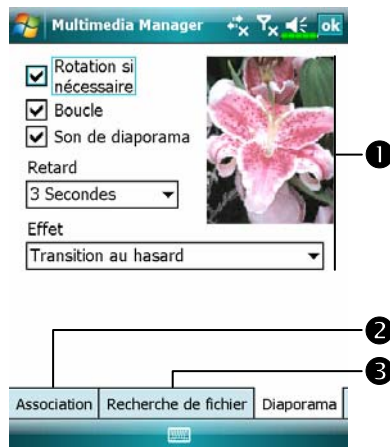 Multimedia Manager ok
Rotation si
nécessaire
Boucle
Son de diaporama
Retard
3 Secondes
Effet
Transition au hasard
1
2
3
Association Recherche de fichier Diaporama